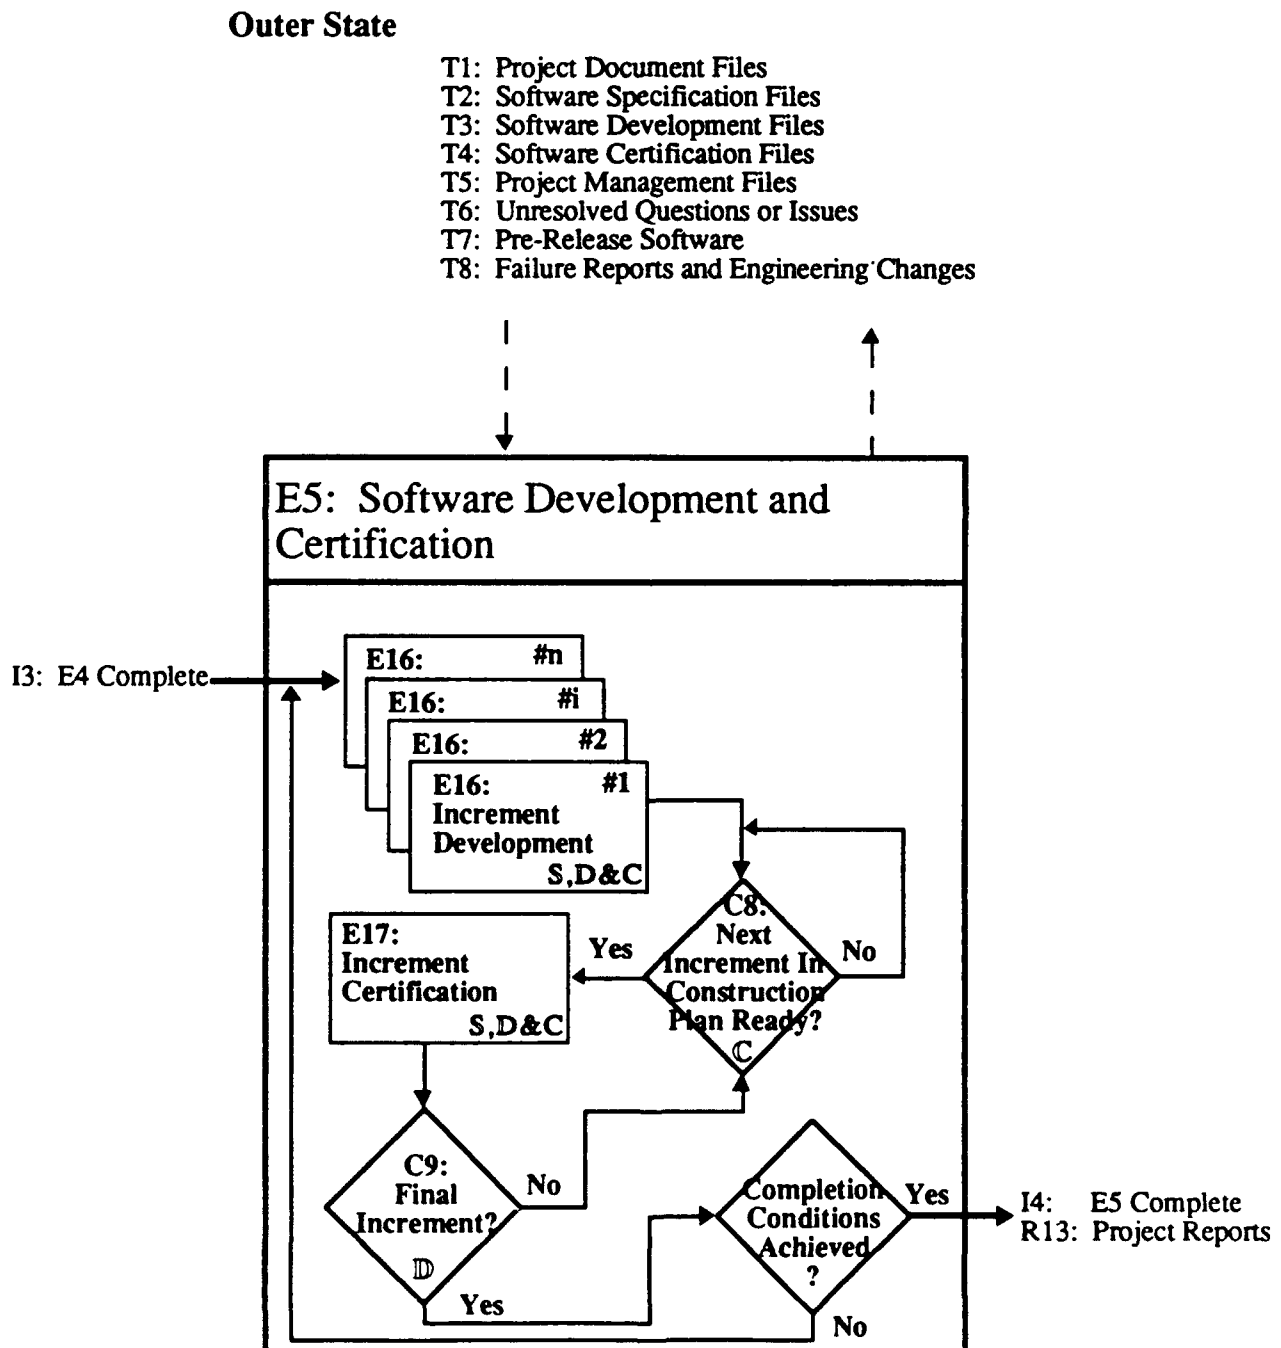 Outer State
T1: Project Document Files
T2: Software Specification Files
T3: Software Development Files
T4: Software Certification Files
T5: Project Management Files
T6: Unresolved Questions or Issues
T7: Pre-Release Software
T8: Failure Reports and Engineering Changes
E5: Software Development and
Certification
I3: E4 Complete
E16: #n
E16: #i
E16: #2
E16: #1
Increment
Development
S,D&C
C8:
Next
Increment In
Construction
Plan Ready?
ℂ
Yes
No
E17:
Increment
Certification
S,D&C
C9:
Final
Increment?
𝔻
No
Yes
Completion
Conditions
Achieved
?
Yes
No
I4: E5 Complete
R13: Project Reports